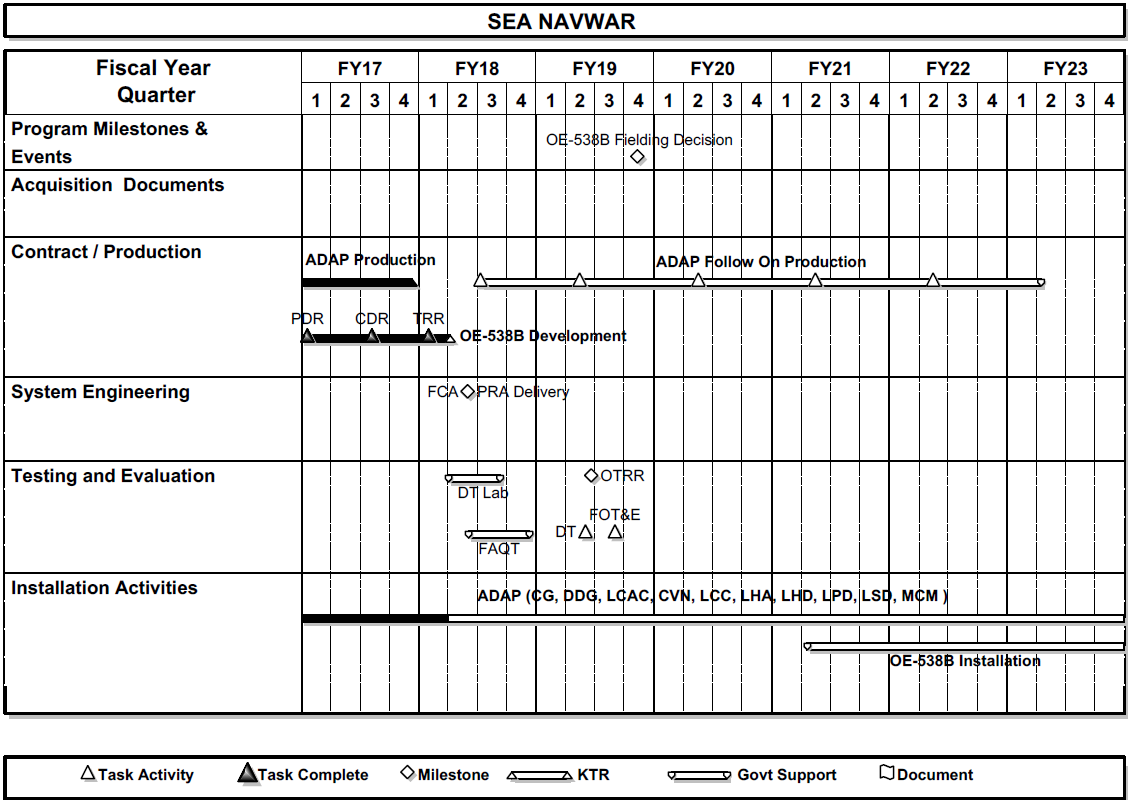 SEA NAVWAR
Fiscal Year FY17 FY18 FY19 FY20 FY21 FY22 FY23
Quarter 1 2 3 4 1 2 3 4 1 2 3 4 1 2 3 4 1 2 3 4 1 2 3 4 1 2 3 4
Program Milestones &
Events
OE-538B Fielding Decision
Acquisition Documents
Contract / Production
ADAP Production
ADAP Follow On Production
PDR CDR TRR
OE-538B Development
System Engineering
FCA PRA Delivery
Testing and Evaluation
OTRR
DT Lab
FOT&E
DT
FAQT
Installation Activities
ADAP (CG, DDG, LCAC, CVN, LCC, LHA, LHD, LPD, LSD, MCM )
OE-538B Installation
Task Activity Task Complete Milestone KTR Govt Support Document